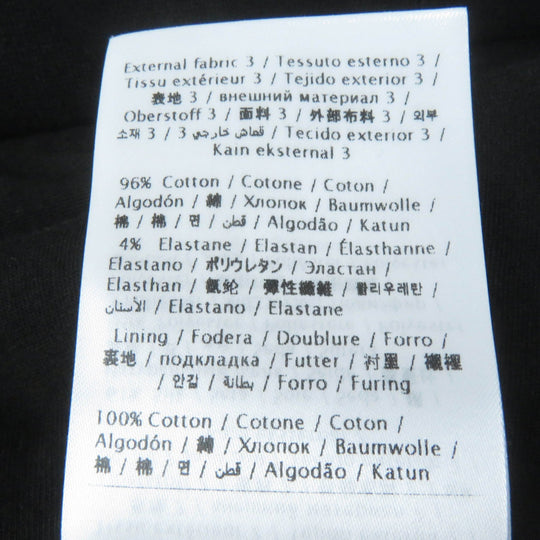 External fabric 3 / Tessuto esterno 3 /
Tissu extérieur 3 / Tejido exterior 3 /
表地 3 / внешний материал 3 /
Oberstoff 3 / 面料 3 / 外部布料 3 / 외부
소재 3 / قماش خارجي 3 / Tecido exterior 3 /
Kain eksternal 3
96% Cotton / Cotone / Coton /
Algodón / 綿 / Хлопок / Baumwolle /
棉 / 棉 / 면 / قطن / Algodão / Katun
4% Elastane / Elastan / Élasthanne /
Elastano / ポリウレタン / Эластан /
Elasthan / 氨纶 / 彈性纖維 / 폴리우레탄 /
الأستان / Elastano / Elastane
Lining / Fodera / Doublure / Forro /
裏地 / подкладка / Futter / 衬里 / 襯裡
/ 안감 / بطانة / Forro / Furing
100% Cotton / Cotone / Coton /
Algodón / 綿 / Хлопок / Baumwolle /
棉 / 棉 / 면 / قطن / Algodão / Katun